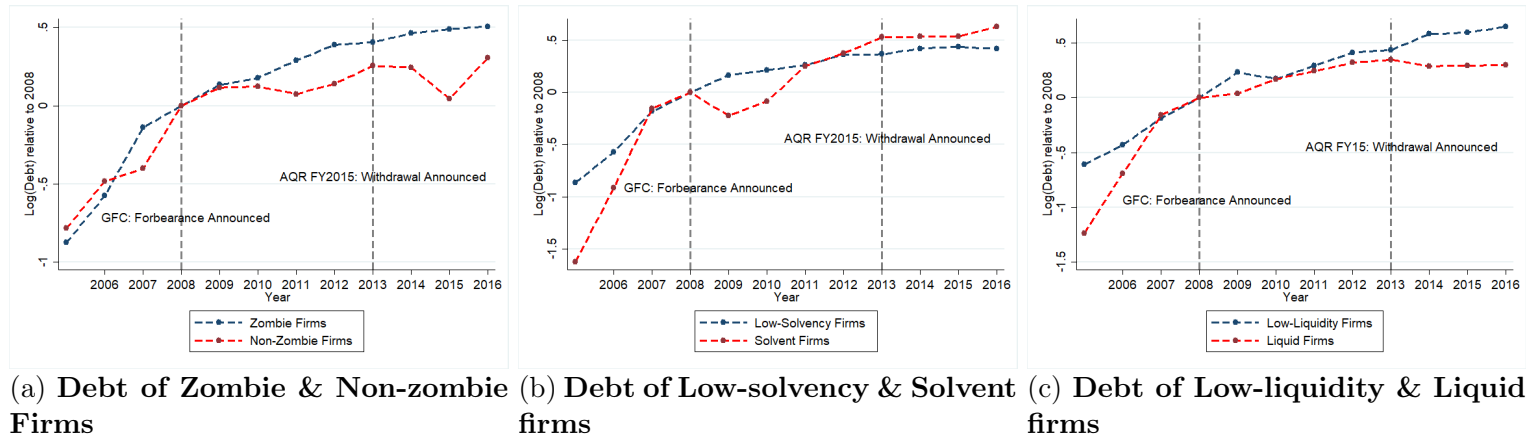 Log(Debt) relative to 2008
.5
0
-.5
-1
GFC: Forbearance Announced
AQR FY2015: Withdrawal Announced
2006 2007 2008 2009 2010 2011 2012 2013 2014 2015 2016
Year
Zombie Firms
Non-Zombie Firms
(a) Debt of Zombie & Non-zombie
Firms
Log(Debt) relative to 2008
.5
0
-.5
-1
-1.5
AQR FY2015: Withdrawal Announced
GFC: Forbearance Announced
2006 2007 2008 2009 2010 2011 2012 2013 2014 2015 2016
Year
Low-Solvency Firms
Solvent Firms
(b) Debt of Low-solvency & Solvent
firms
Log(Debt) relative to 2008
.5
0
-.5
-1
-1.5
AQR FY15: Withdrawal Announced
GFC: Forbearance Announced
2006 2007 2008 2009 2010 2011 2012 2013 2014 2015 2016
Year
Low-Liquidity Firms
Liquid Firms
(c) Debt of Low-liquidity & Liquid
firms